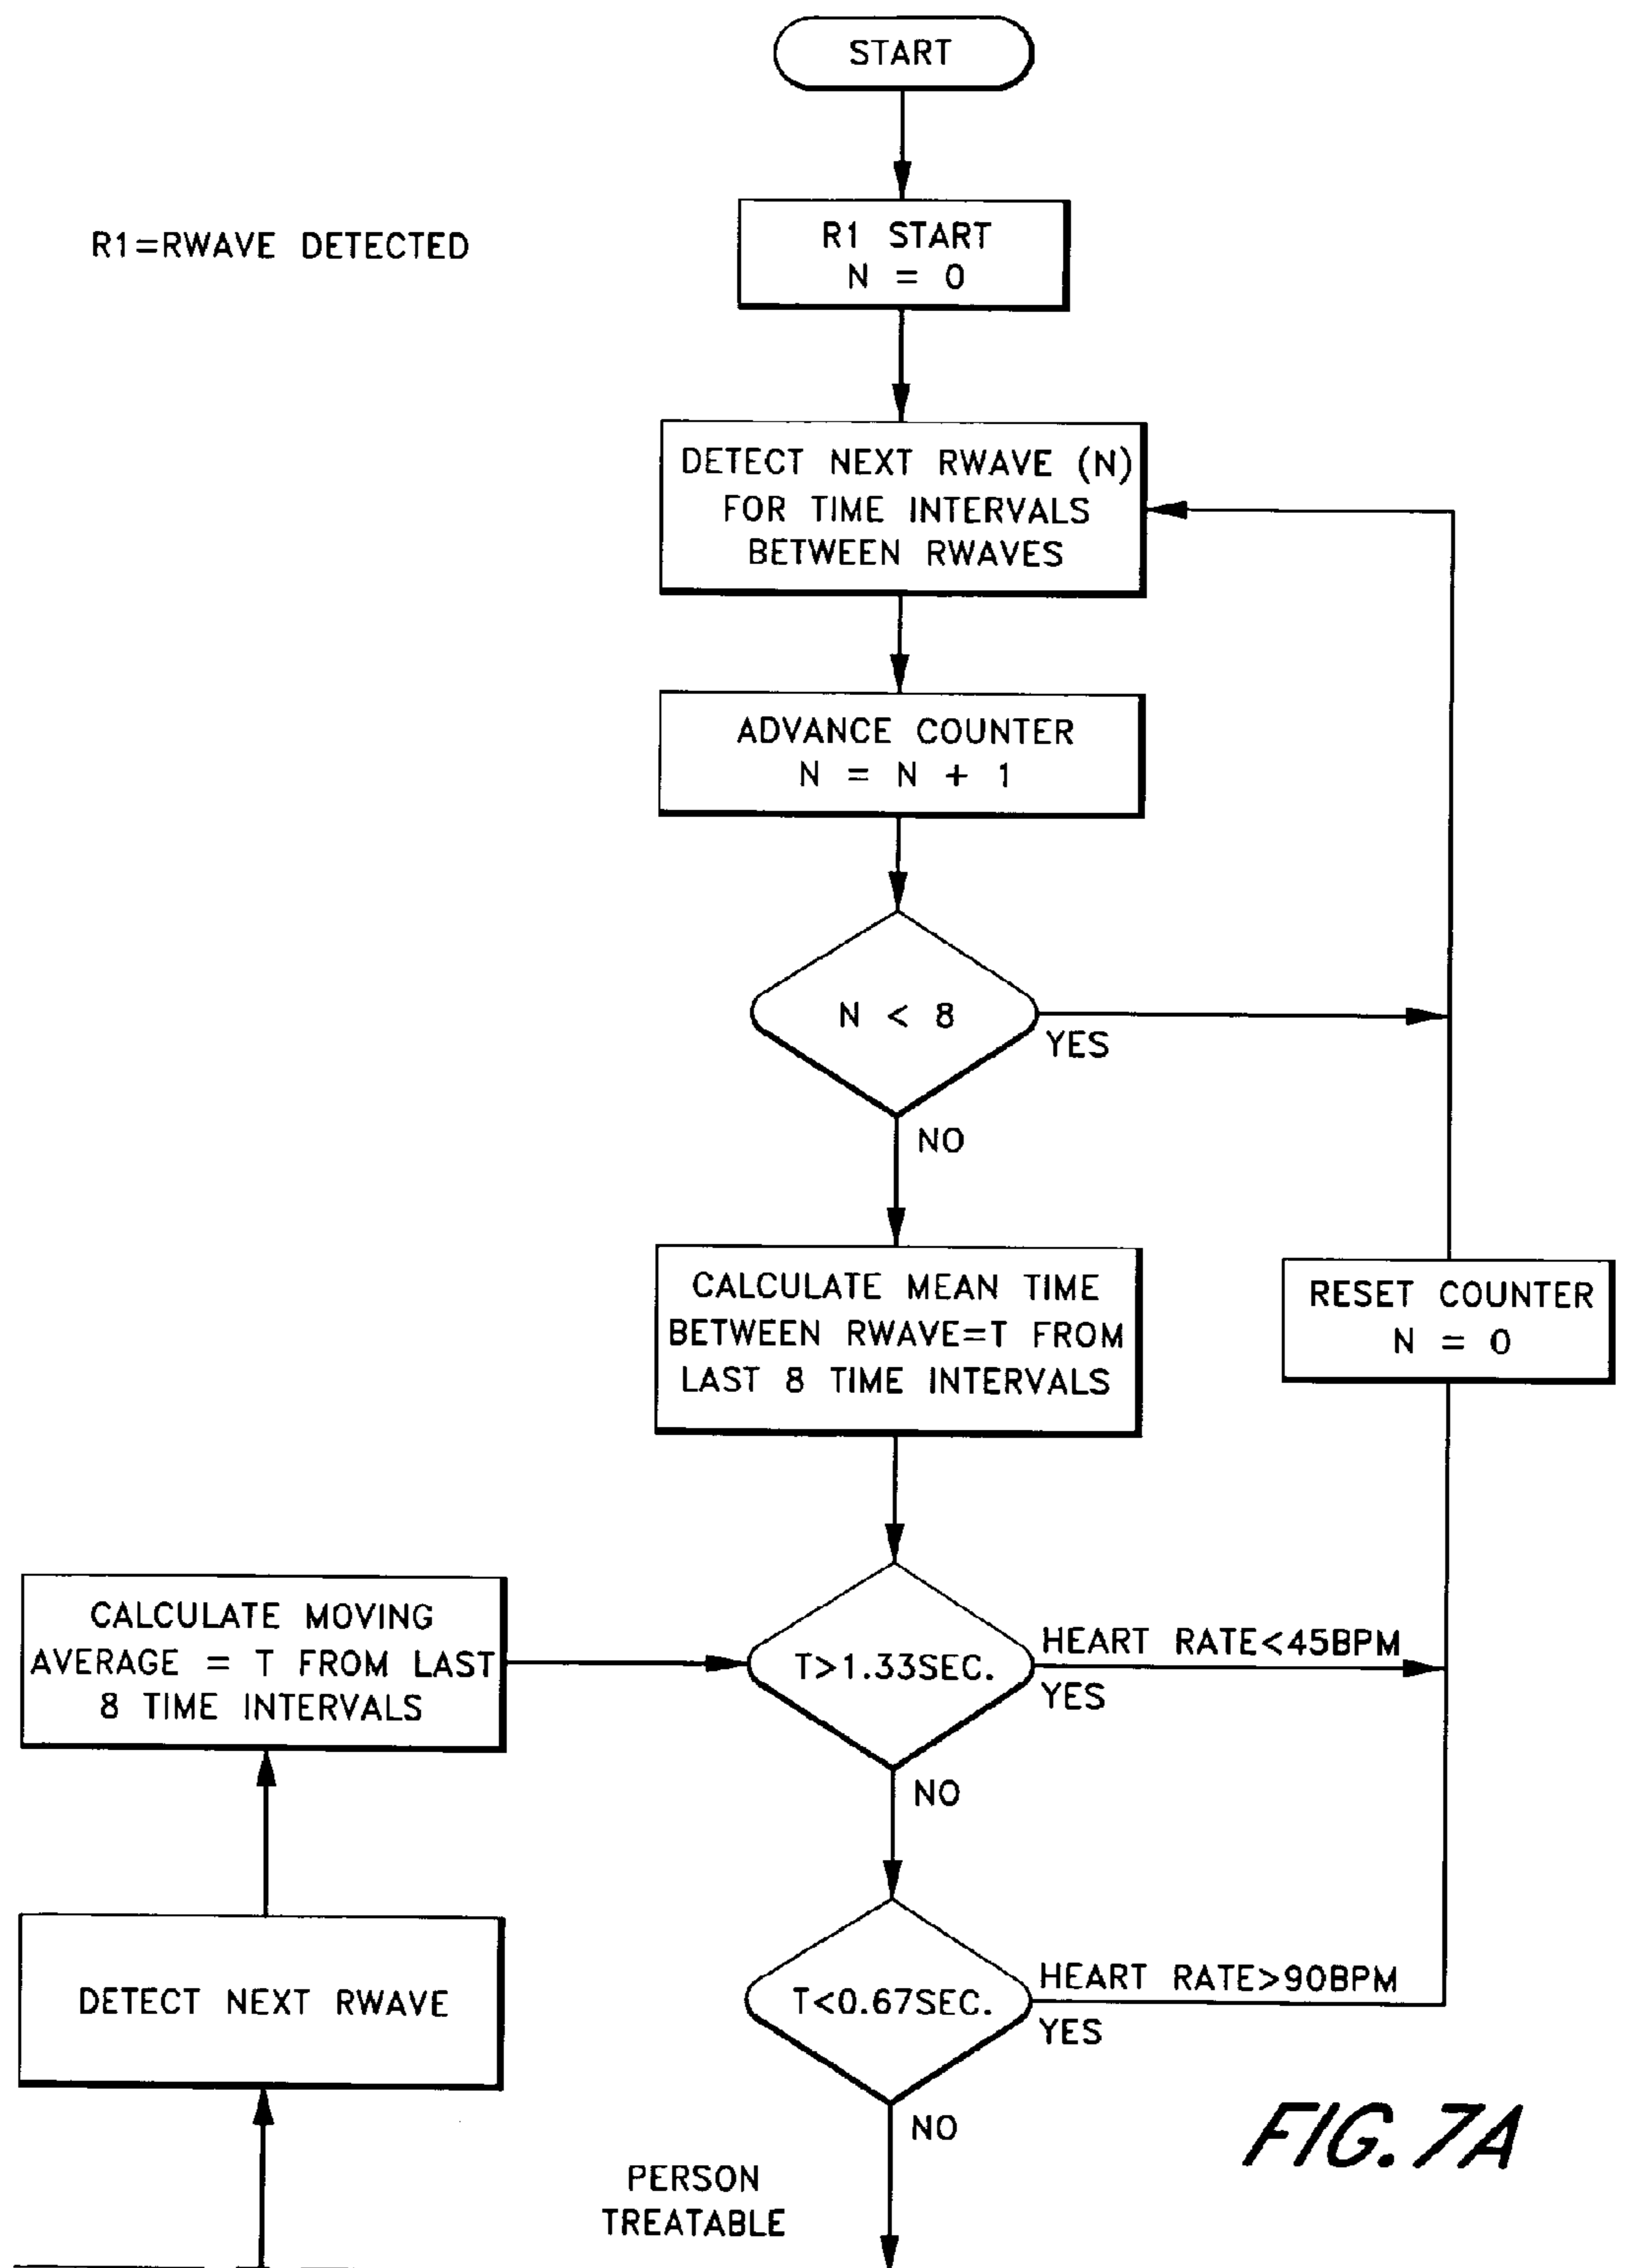 START
R1=RWAVE DETECTED
R1 START
N = 0
DETECT NEXT RWAVE (N)
FOR TIME INTERVALS
BETWEEN RWAVES
ADVANCE COUNTER
N = N + 1
N < 8
YES
NO
CALCULATE MEAN TIME
BETWEEN RWAVE=T FROM
LAST 8 TIME INTERVALS
RESET COUNTER
N = 0
CALCULATE MOVING
AVERAGE = T FROM LAST
8 TIME INTERVALS
T>1.33SEC.
HEART RATE<45BPM
YES
NO
DETECT NEXT RWAVE
T<0.67SEC.
HEART RATE>90BPM
YES
NO
PERSON
TREATABLE
FIG. 7A